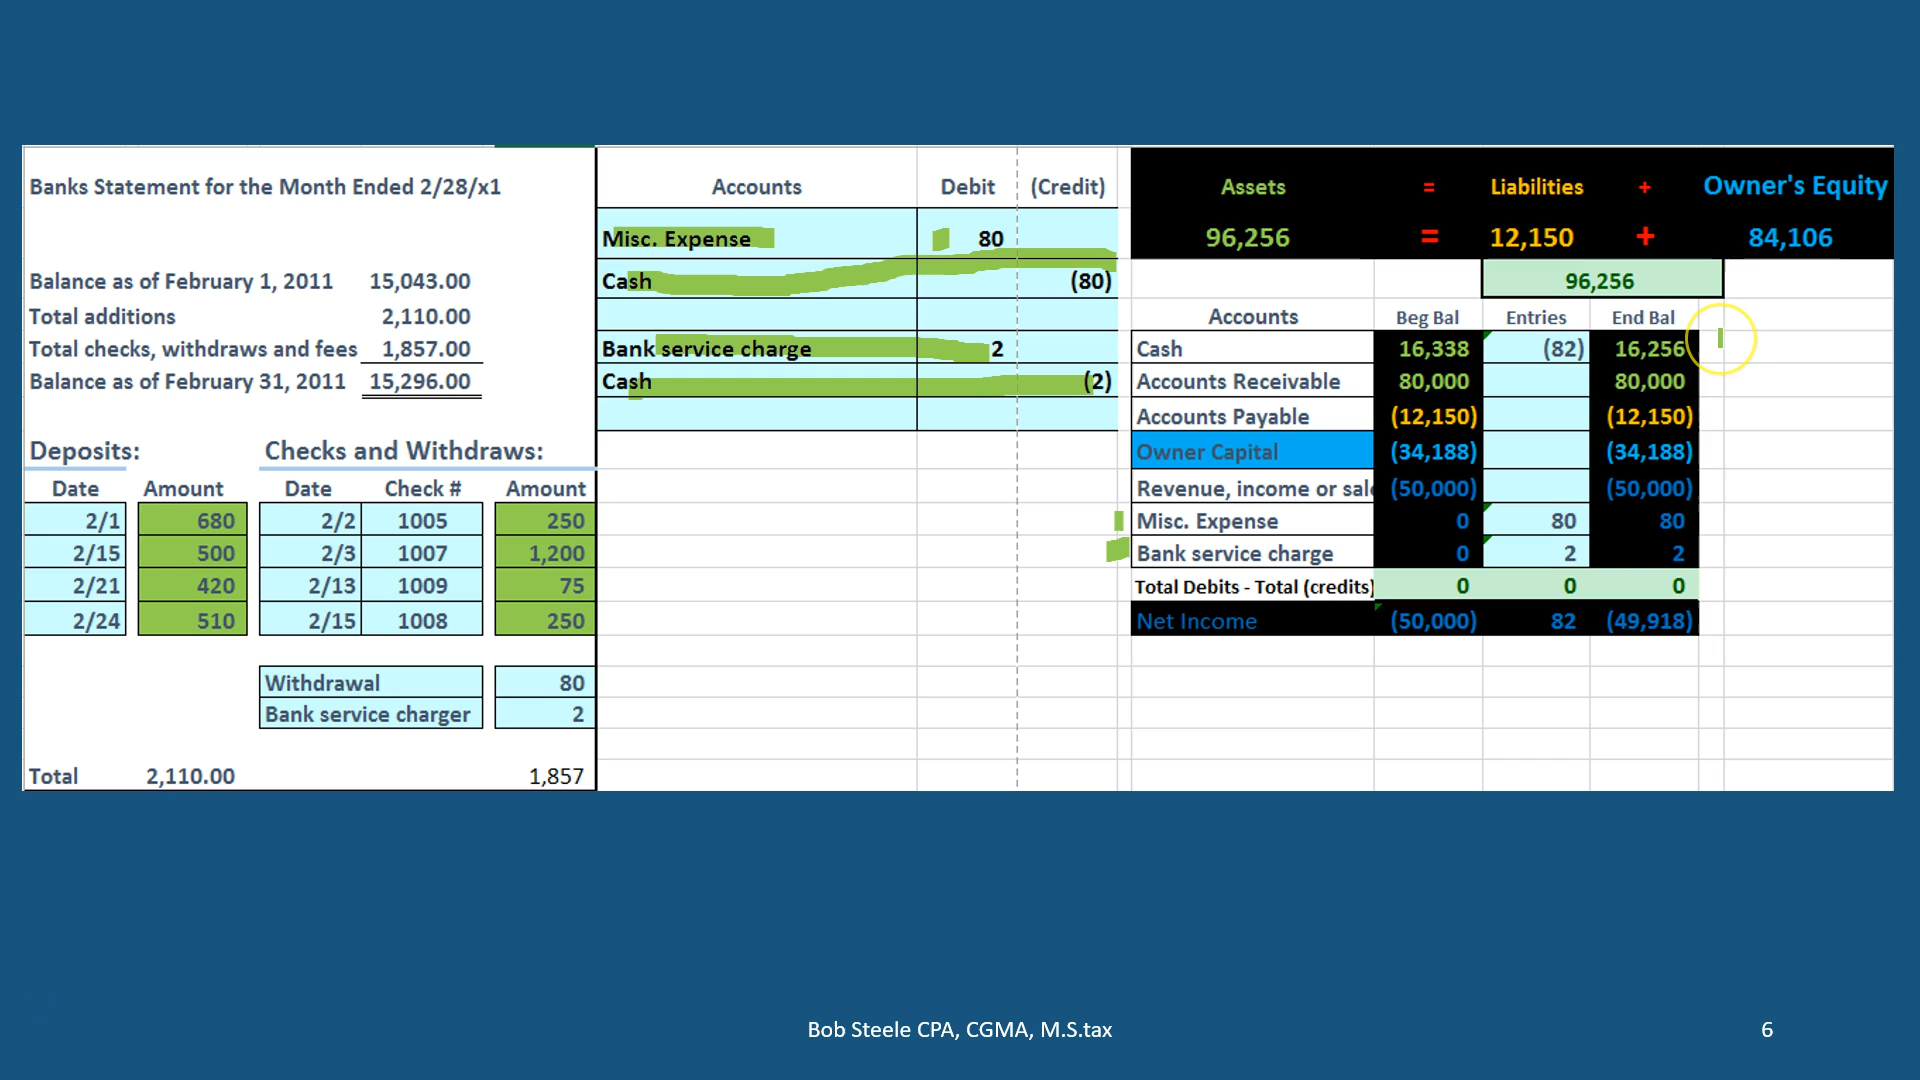 Banks Statement for the Month Ended 2/28/x1
Balance as of February 1, 2011 15,043.00
Total additions 2,110.00
Total checks, withdraws and fees 1,857.00
Balance as of February 31, 2011 15,296.00
Deposits: Checks and Withdraws:
Date Amount Date Check # Amount
2/1 680 2/2 1005 250
2/15 500 2/3 1007 1,200
2/21 420 2/13 1009 75
2/24 510 2/15 1008 250
Withdrawal 80
Bank service charger 2
Total 2,110.00 1,857
Accounts Debit (Credit)
Misc. Expense 80
Cash (80)
Bank service charge 2
Cash (2)
Assets = Liabilities + Owner's Equity
96,256 = 12,150 + 84,106
96,256
Accounts Beg Bal Entries End Bal
Cash 16,338 (82) 16,256
Accounts Receivable 80,000 80,000
Accounts Payable (12,150) (12,150)
Owner Capital (34,188) (34,188)
Revenue, income or sale (50,000) (50,000)
Misc. Expense 0 80 80
Bank service charge 0 2 2
Total Debits - Total (credits) 0 0 0
Net Income (50,000) 82 (49,918)
Bob Steele CPA, CGMA, M.S.tax
6